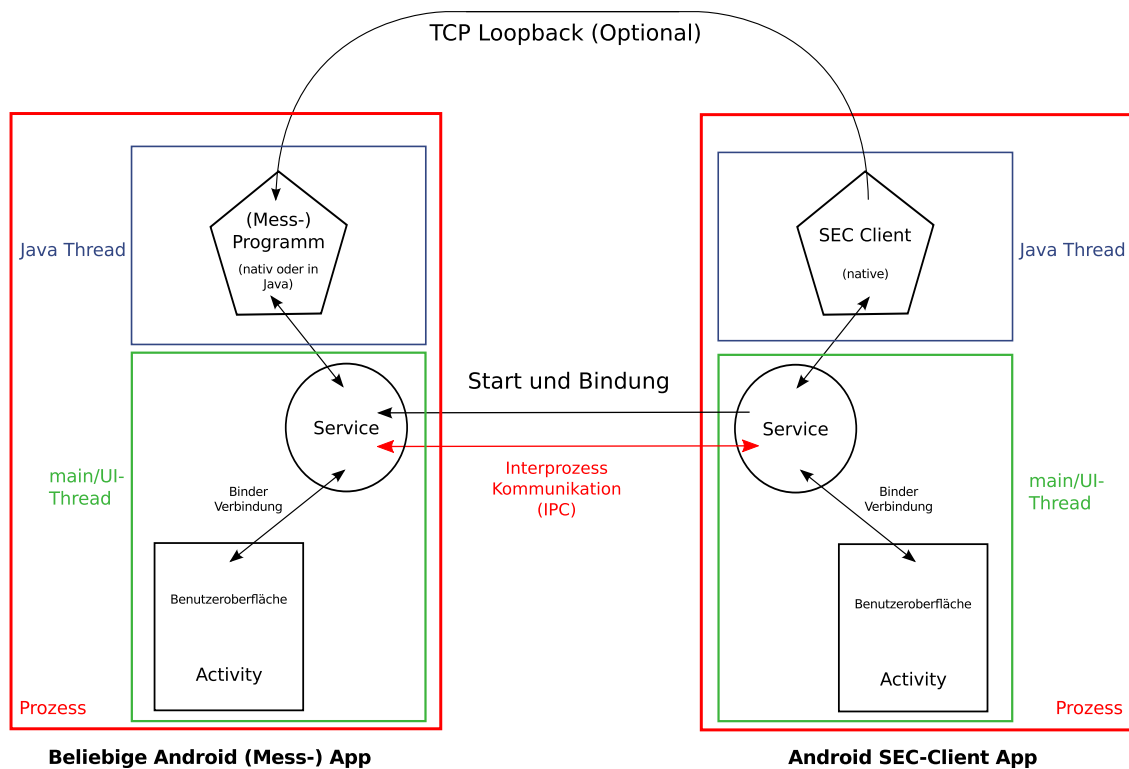 TCP Loopback (Optional)
Java Thread
(Mess-)
Programm
(nativ oder in
Java)
SEC Client
(native)
Java Thread
Start und Bindung
Service
Service
Interprozess
Kommunikation
(IPC)
main/UI-
Thread
Binder
Verbindung
Binder
Verbindung
main/UI-
Thread
Benutzeroberfläche
Activity
Benutzeroberfläche
Activity
Prozess
Prozess
Beliebige Android (Mess-) App
Android SEC-Client App